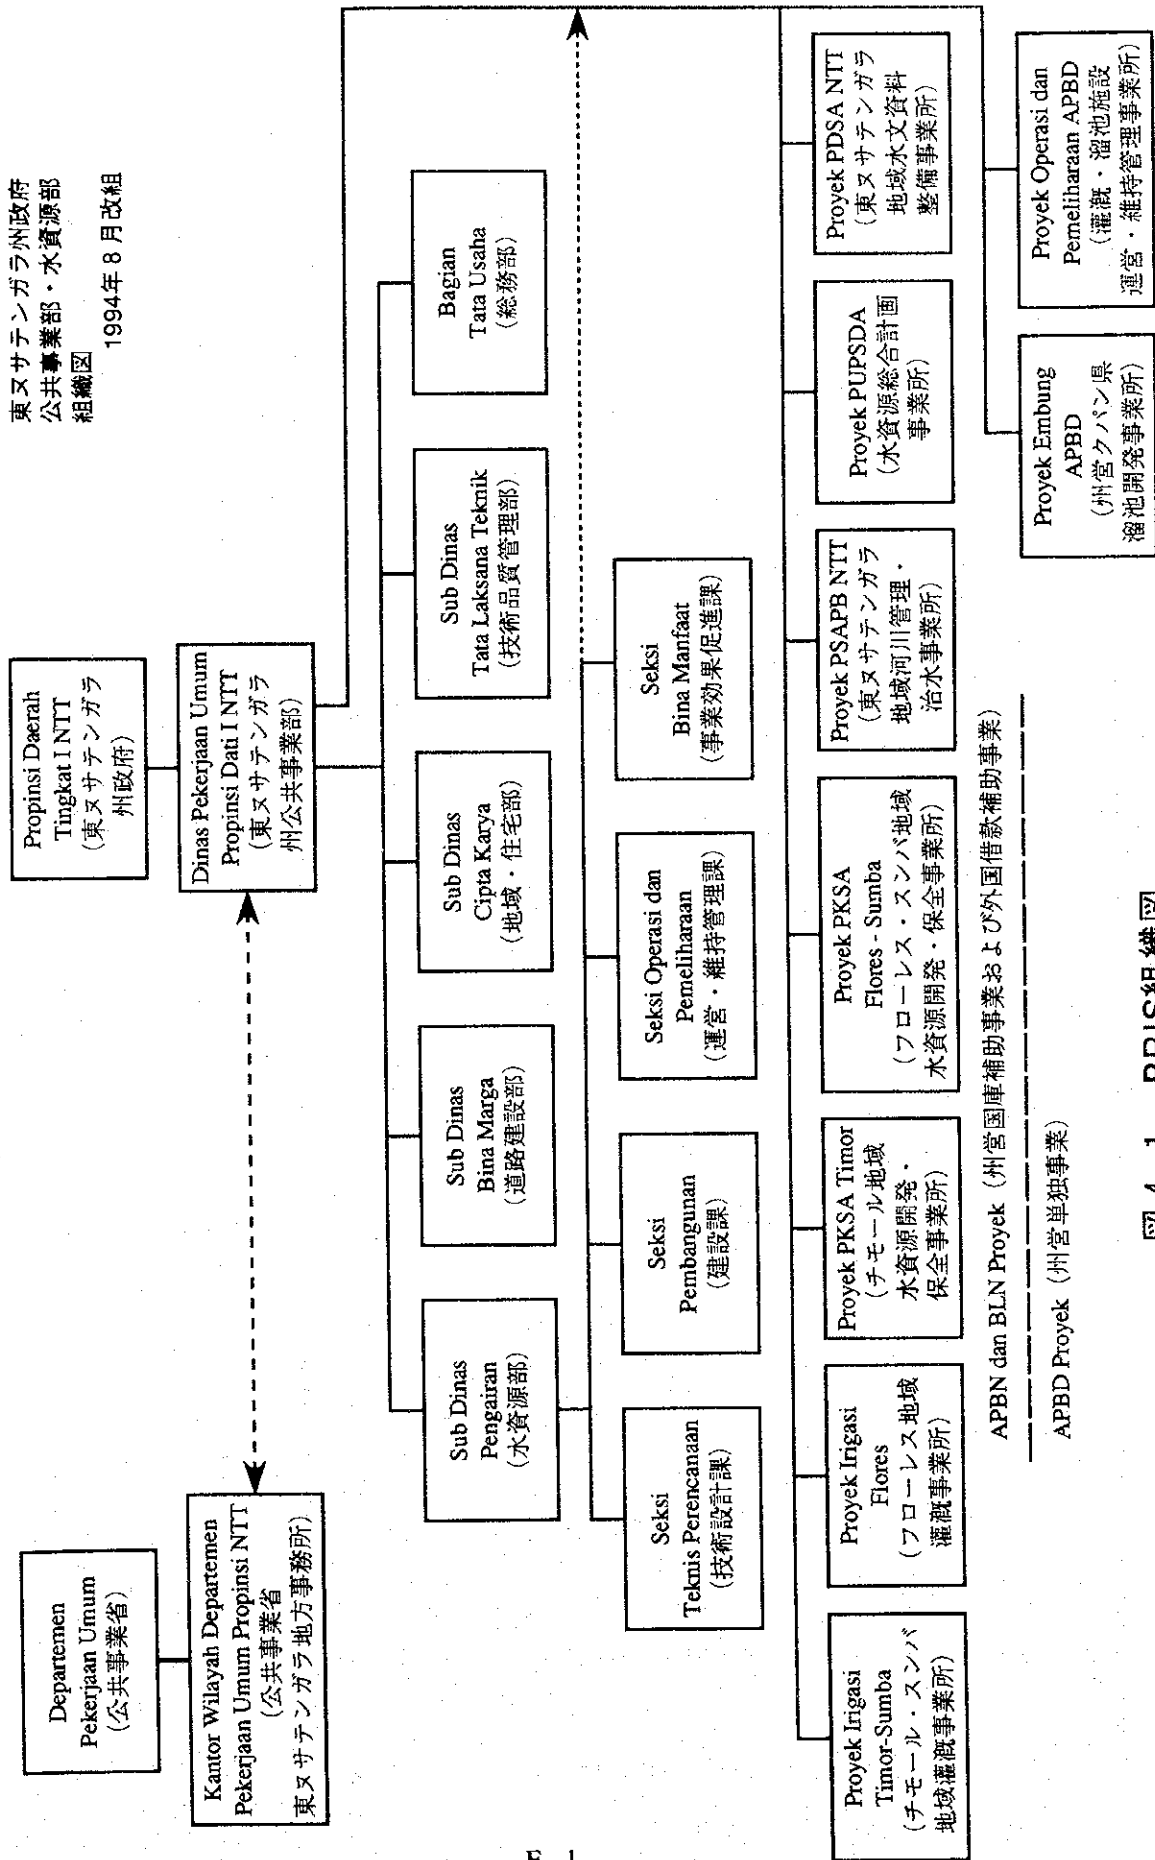 東ヌサテンガラ州政府
公共事業部・水資源部
組織図
1994年8月改組
Departemen
Pekerjaan Umum
(公共事業省)
Kantor Wilayah Departemen
Pekerjaan Umum Propinsi NTT
(公共事業省
東ヌサテンガラ地方事務所)
Propinsi Daerah
Tingkat I NTT
(東ヌサテンガラ
州政府)
Dinas Pekerjaan Umum
Propinsi Dati I NTT
(東ヌサテンガラ
州公共事業部)
Sub Dinas
Pengairan
(水資源部)
Sub Dinas
Bina Marga
(道路建設部)
Sub Dinas
Cipta Karya
(地域・住宅部)
Sub Dinas
Tata Laksana Teknik
(技術品質管理部)
Bagian
Tata Usaha
(総務部)
Seksi
Teknis Perencanaan
(技術設計課)
Seksi
Pembangunan
(建設課)
Seksi Operasi dan
Pemeliharaan
(運営・維持管理課)
Seksi
Bina Manfaat
(事業効果促進課)
Proyek Irigasi
Timor-Sumba
(チモール・スンバ
地域灌漑事業所)
Proyek Irigasi
Flores
(フローレス地域
灌漑事業所)
Proyek PKSA Timor
(チモール地域
水資源開発・
保全事業所)
Proyek PKSA
Flores - Sumba
(フローレス・スンバ地域
水資源開発・保全事業所)
Proyek PSAPB NTT
(東ヌサテンガラ
地域河川管理・
治水事業所)
Proyek PUPSDA
(水資源総合計画
事業所)
Proyek PDSA NTT
(東ヌサテンガラ
地域水文資料
整備事業所)
APBN dan BLN Proyek (州営国庫補助事業および外国借款補助事業)
APBD Proyek (州営単独事業)
Proyek Embung
APBD
(州営クパン県
溜池開発事業所)
Proyek Operasi dan
Pemeliharaan APBD
(灌漑・溜池施設
運営・維持管理事業所)
図 4 . 1 PRIS組織図
E - 1